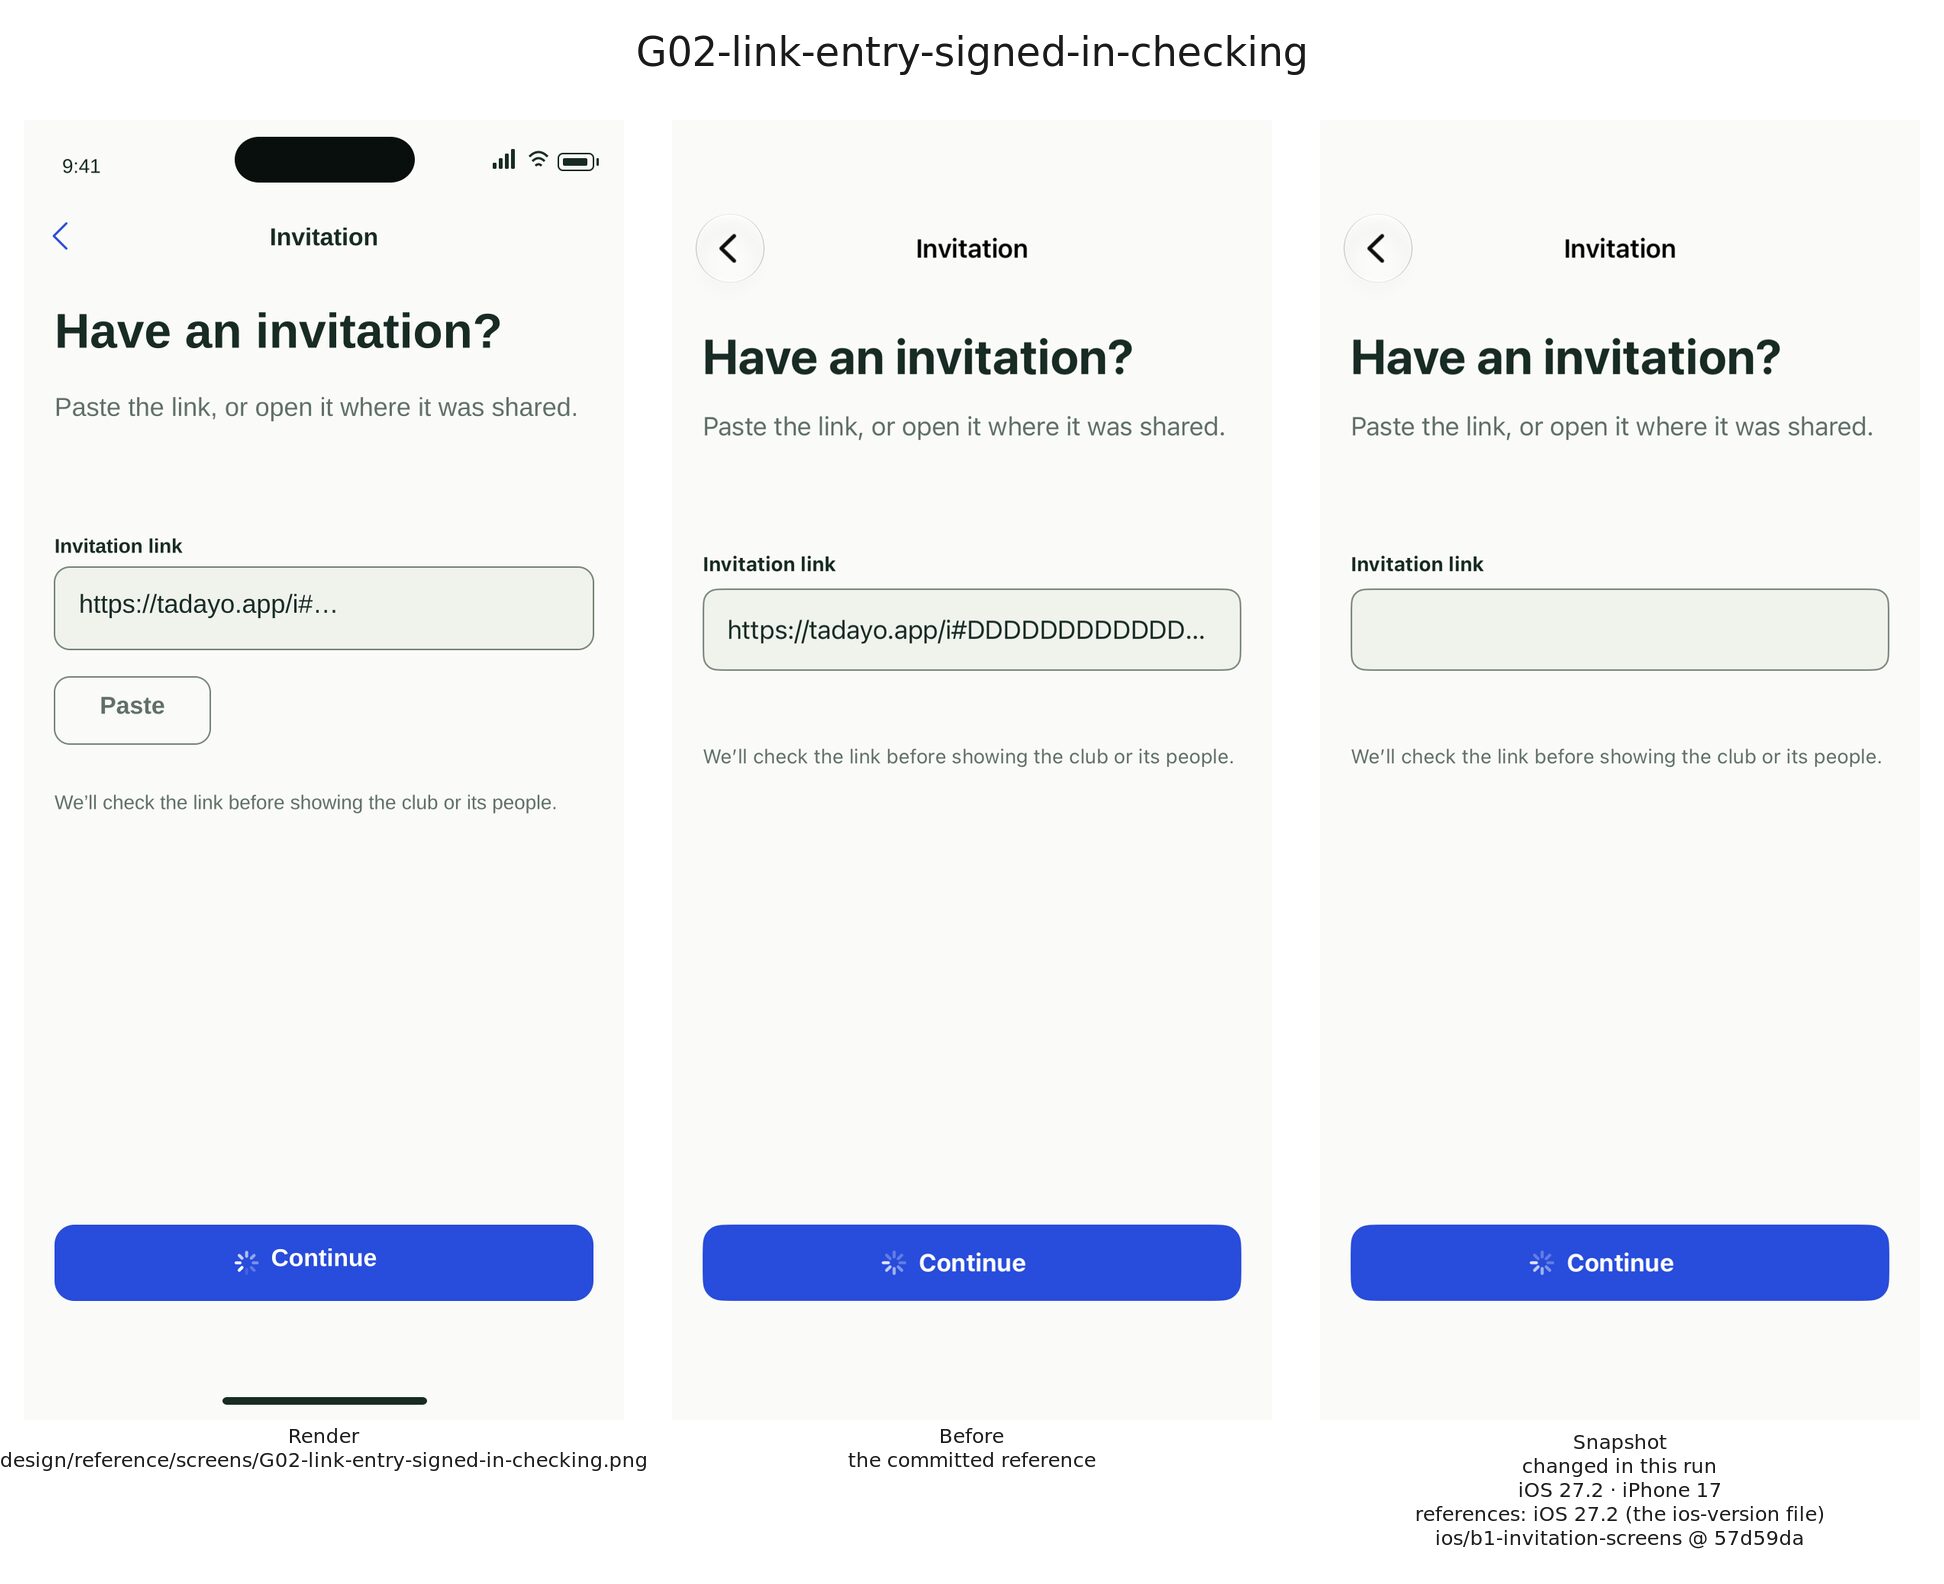 G02-link-entry-signed-in-checking
9:41
Invitation
Have an invitation?
Paste the link, or open it where it was shared.
Invitation link
https://tadayo.app/i#…
Paste
We’ll check the link before showing the club or its people.
Continue
Render
design/reference/screens/G02-link-entry-signed-in-checking.png
Invitation
Have an invitation?
Paste the link, or open it where it was shared.
Invitation link
https://tadayo.app/i#DDDDDDDDDDDD...
We’ll check the link before showing the club or its people.
Continue
Before
the committed reference
Invitation
Have an invitation?
Paste the link, or open it where it was shared.
Invitation link
We’ll check the link before showing the club or its people.
Continue
Snapshot
changed in this run
iOS 27.2 · iPhone 17
references: iOS 27.2 (the ios-version file)
ios/b1-invitation-screens @ 57d59da